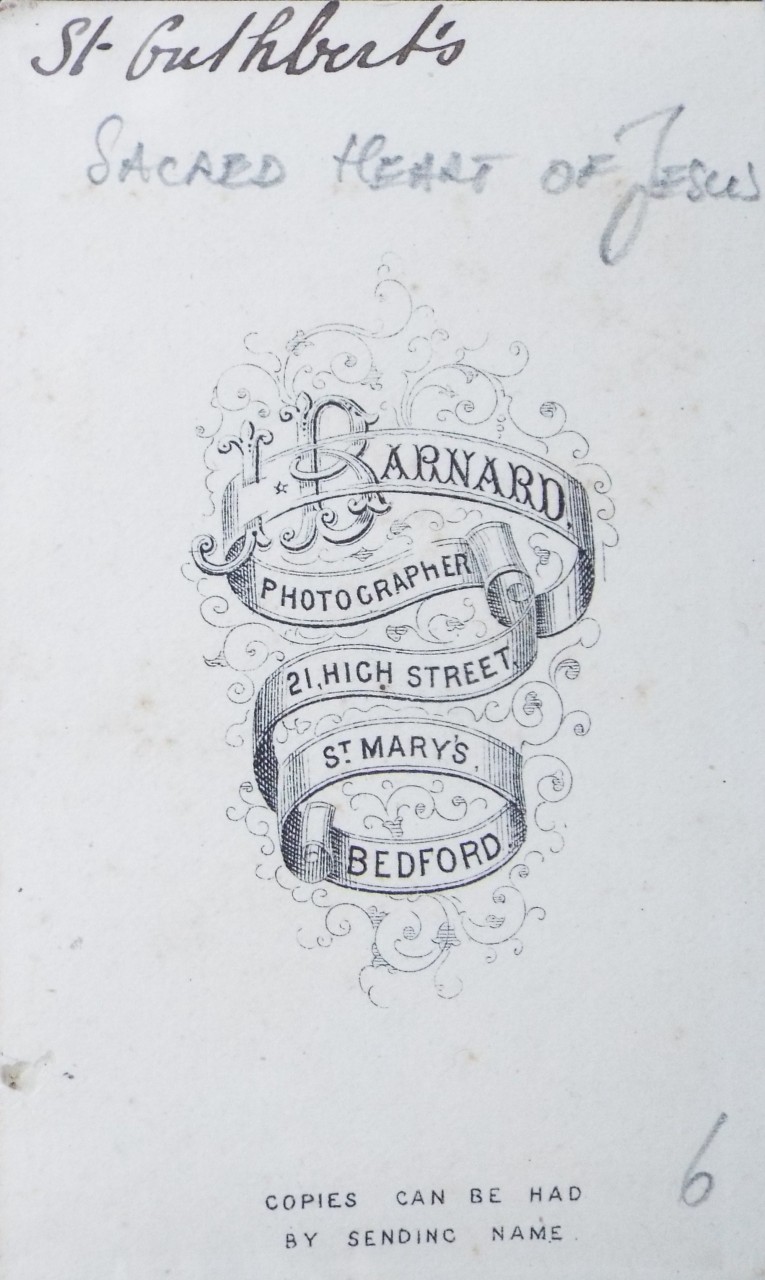 St Cuthbert's
SACRED HEART OF JESUS
J. BARNARD.
PHOTOGRAPHER
21, HIGH STREET,
ST MARY'S,
BEDFORD.
6
COPIES CAN BE HAD
BY SENDING NAME.